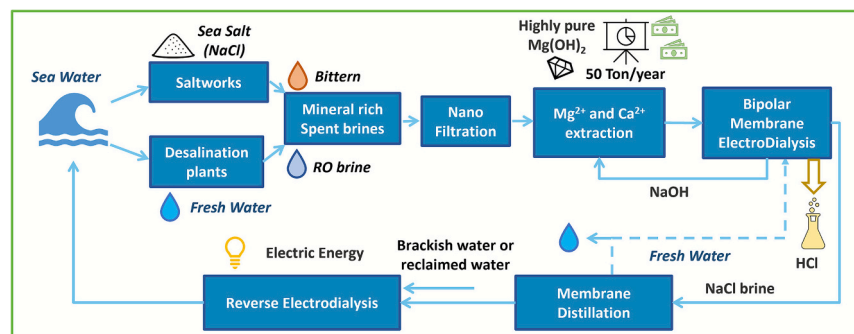 Sea Salt
(NaCl)
Highly pure
Mg(OH)₂
50 Ton/year
Sea Water
Saltworks
Bittern
Mineral rich
Spent brines
Nano
Filtration
Mg²⁺ and Ca²⁺
extraction
Bipolar
Membrane
ElectroDialysis
Desalination
plants
RO brine
Fresh Water
NaOH
HCl
Electric Energy
Brackish water or
reclaimed water
Fresh Water
NaCl brine
Reverse Electrodialysis
Membrane
Distillation